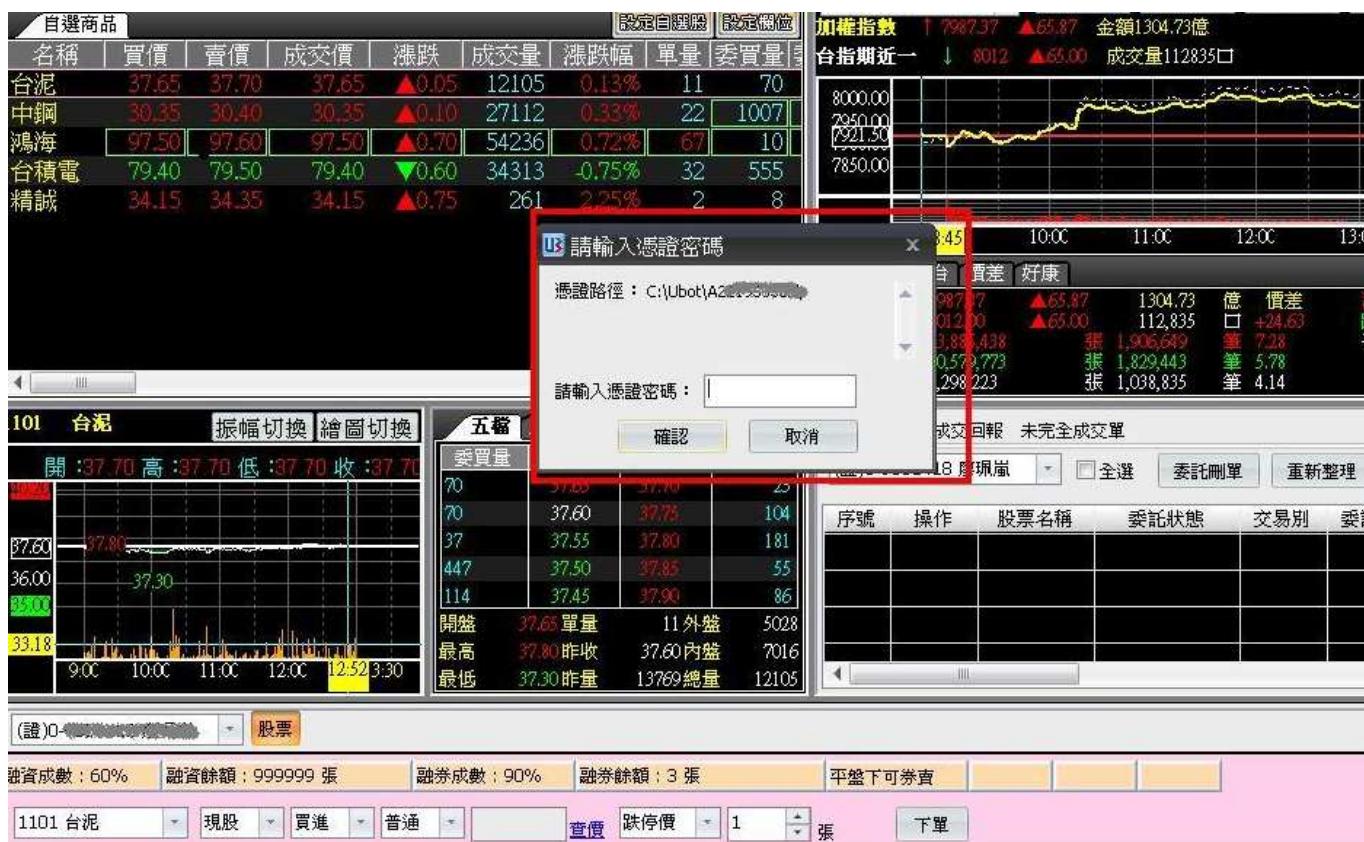 自選商品 設定自選股 設定欄位
名稱 買價 賣價 成交價 漲跌 成交量 漲跌幅 單量 委買量
台泥 37.65 37.70 37.65 ▲0.05 12105 0.13% 11 70
中鋼 30.35 30.40 30.35 ▲0.10 27112 0.33% 22 1007
鴻海 97.50 97.60 97.50 ▲0.70 54236 0.72% 67 10
台積電 79.40 79.50 79.40 ▼0.60 34313 -0.75% 32 555
精誠 34.15 34.35 34.15 ▲0.75 261 2.25% 2 8
加權指數 ↑ 7987.37 ▲65.87 金額1304.73億
台指期近一 ↓ 8012 ▲65.00 成交量112835口
8000.00
7921.50
7850.00
10:00 11:00 12:00
價差 好康
▲65.87 1304.73 億 價差
▲65.00 112,835 口 +24.63
張 1,906,649 筆 7.28
張 1,829,443 筆 5.78
張 1,038,835 筆 4.14
請輸入憑證密碼 x
憑證路徑：C:\Ubot\A22
請輸入憑證密碼：
確認 取消
台泥 振幅切換 繪圖切換
開 :37.70 高 :37.70 低 :37.70 收 :37.70
37.60 37.80
36.00 37.30
35.00
33.18
9:00 10:00 11:00 12:00 12:52 3:30
五檔
委買量
70 37.65 37.70 25
70 37.60 37.75 104
37 37.55 37.80 181
447 37.50 37.85 55
114 37.45 37.90 86
開盤 37.65 單量 11 外盤 5028
最高 37.80 昨收 37.60 內盤 7016
最低 37.30 昨量 13769 總量 12105
成交回報 未完全成交單
廖珮嵐 全選 委託刪單 重新整理
序號 操作 股票名稱 委託狀態 交易別
(證)0- 股票
融資成數：60% 融資餘額：999999 張 融券成數：90% 融券餘額：3 張 平盤下可券賣
1101 台泥 現股 買進 普通 查價 跌停價 1 張 下單